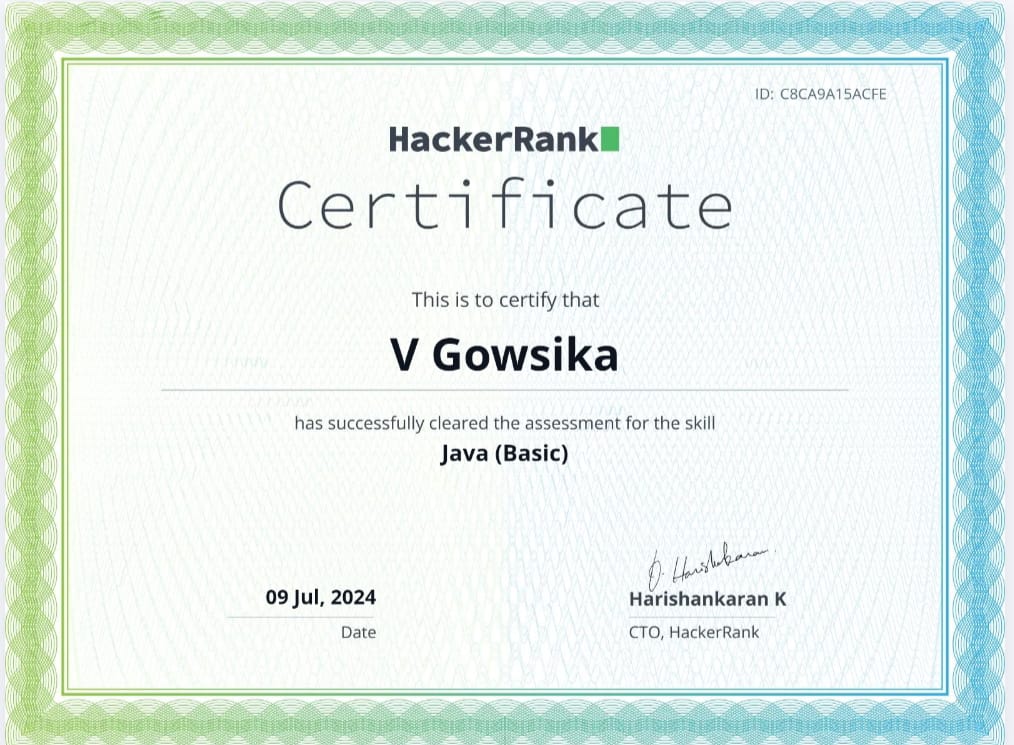 ID: C8CA9A15ACFE
HackerRank
Certificate
This is to certify that
V Gowsika
has successfully cleared the assessment for the skill
Java (Basic)
09 Jul, 2024
Date
Harishankaran K
CTO, HackerRank